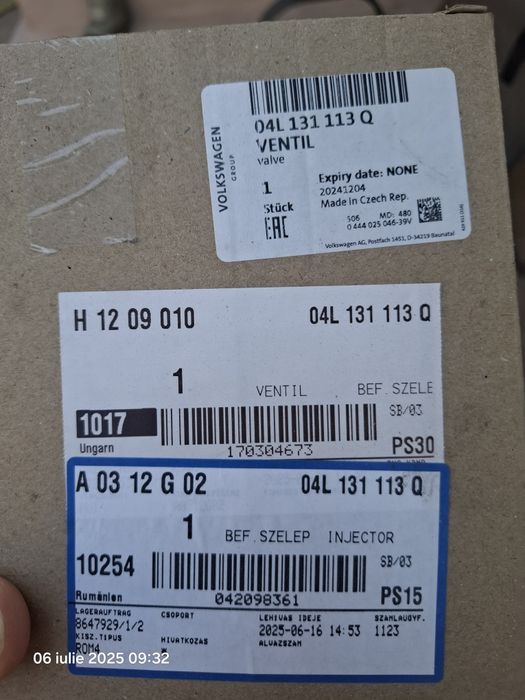 04L 131 113 Q
VENTIL
valve
VOLKSWAGEN
GROUP
1
Stück
EAC
Expiry date: NONE
20241204
Made in Czech Rep.
506 MD: 480
0 444 025 046-39V
Volkswagen AG, Postfach 1451, D-34219 Baunatal
H 12 09 010 04L 131 113 Q
1 VENTIL BEF.SZELE
1017 SB/03
Ungarn 170304673 PS30
A 03 12 G 02 04L 131 113 Q
1 BEF.SZELEP INJECTOR
10254 SB/03
Rumänien 042098361 PS15
LAGERAUFTRAG CSOPORT LEHIVAS IDEJE SZAMLAUGYF.
8647929/1/2 2025-06-16 14:53 1123
KISZ.TIPUS HIVATKOZAS ALVAZSZAM
ROM4 *
06 iulie 2025 09:32